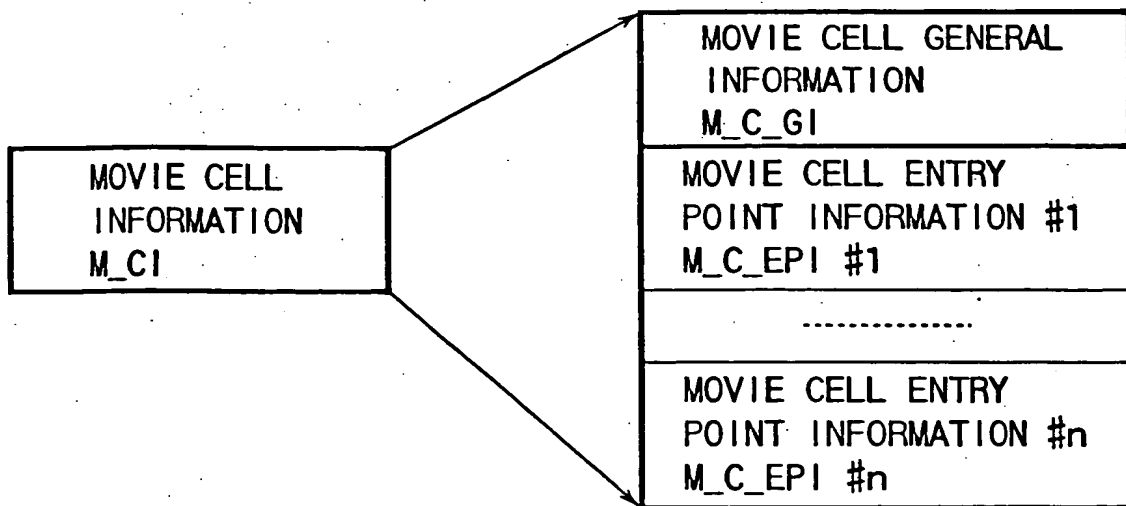 MOVIE CELL
INFORMATION
M_CI
MOVIE CELL GENERAL
INFORMATION
M_C_GI
MOVIE CELL ENTRY
POINT INFORMATION #1
M_C_EPI #1
MOVIE CELL ENTRY
POINT INFORMATION #n
M_C_EPI #n